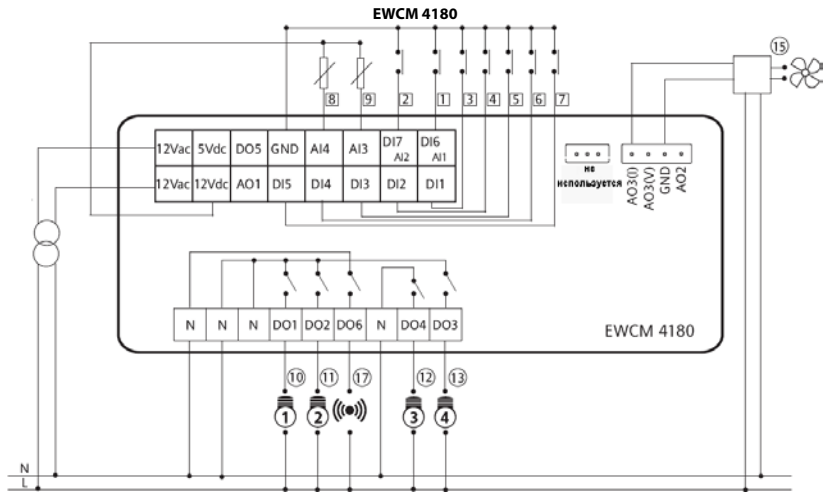 EWCM 4180
15
8 9 2 1 3 4 5 6 7
12Vac 5Vdc DO5 GND AI4 AI3 DI7 AI2 DI6 AI1
12Vac 12Vdc AO1 DI5 DI4 DI3 DI2 DI1
не
используется
AO3(I)
AO3(V)
GND
AO2
N N N DO1 DO2 DO6 N DO4 DO3
EWCM 4180
10 11 17 12 13
1 2 3 4
N
L